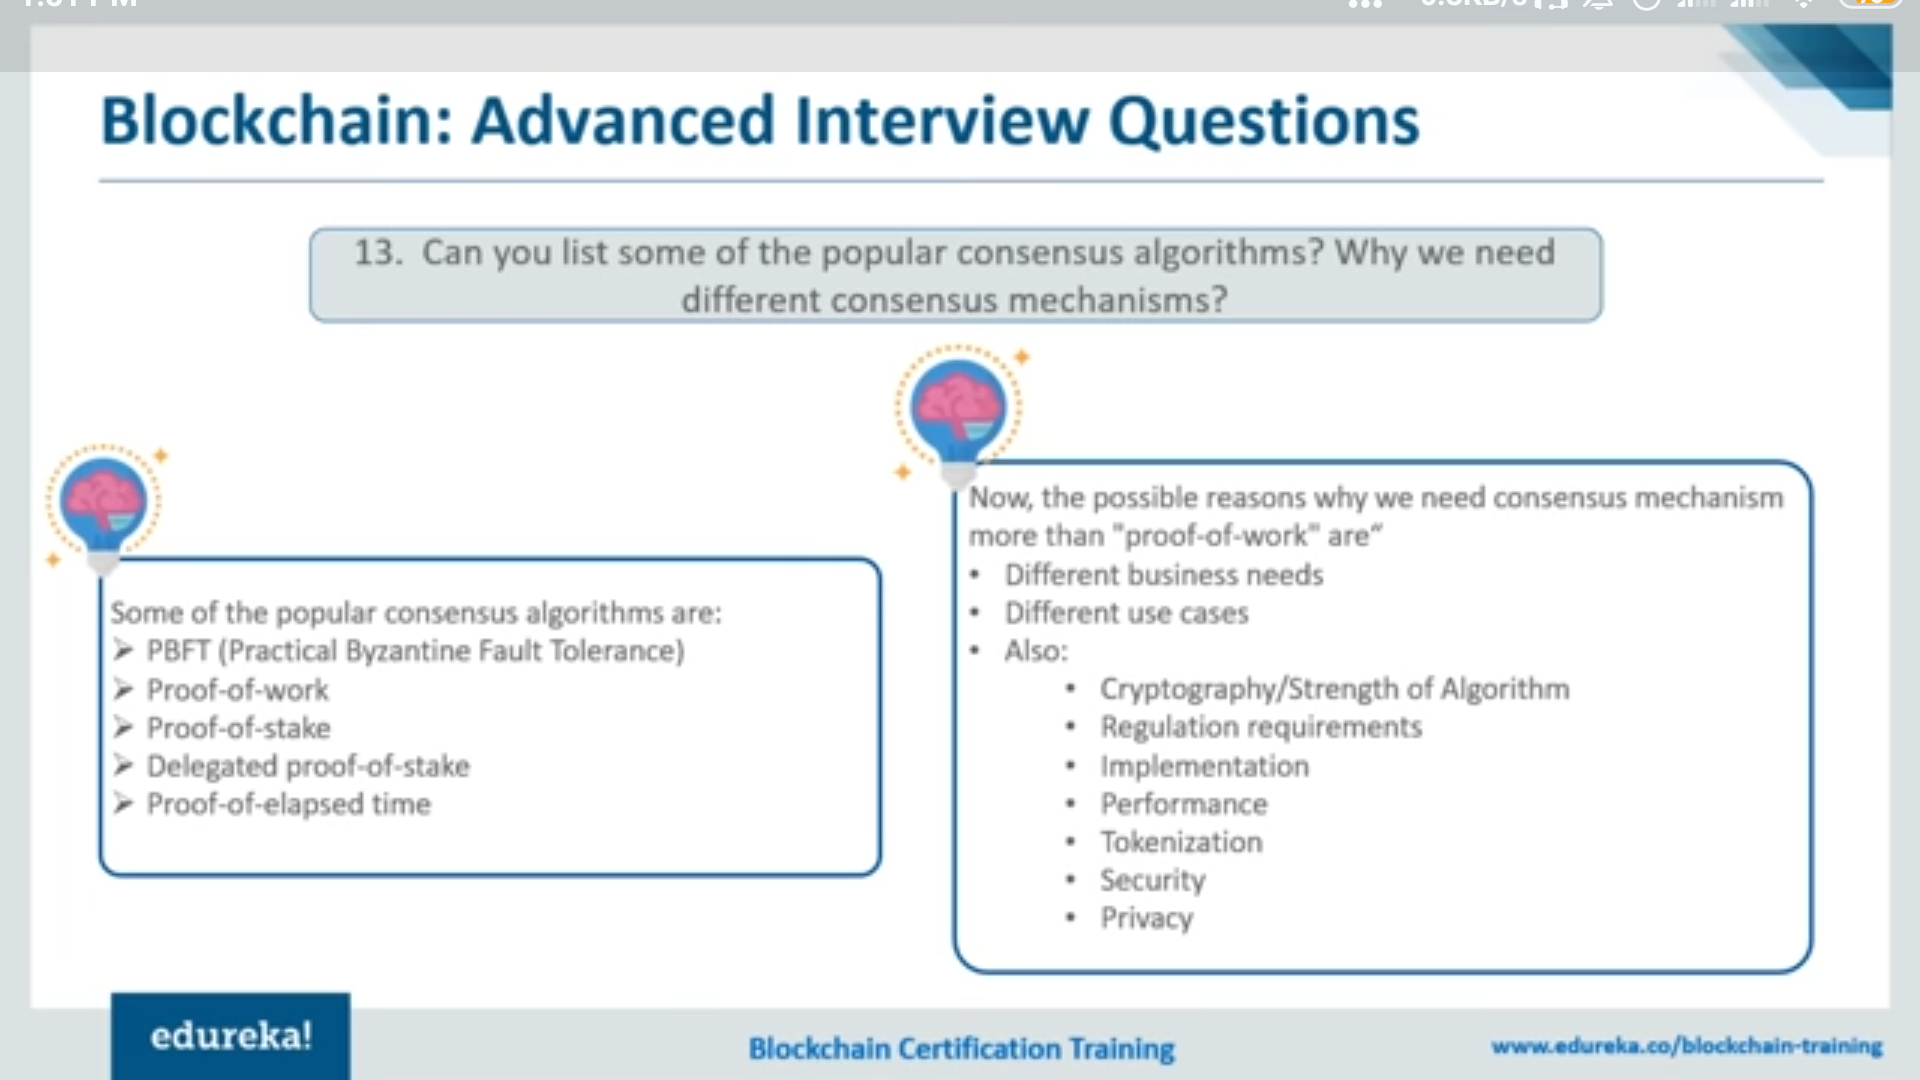 Blockchain: Advanced Interview Questions
13. Can you list some of the popular consensus algorithms? Why we need
different consensus mechanisms?
Some of the popular consensus algorithms are:
➢ PBFT (Practical Byzantine Fault Tolerance)
➢ Proof-of-work
➢ Proof-of-stake
➢ Delegated proof-of-stake
➢ Proof-of-elapsed time
Now, the possible reasons why we need consensus mechanism
more than "proof-of-work" are“
• Different business needs
• Different use cases
• Also:
• Cryptography/Strength of Algorithm
• Regulation requirements
• Implementation
• Performance
• Tokenization
• Security
• Privacy
edureka!
Blockchain Certification Training
www.edureka.co/blockchain-training